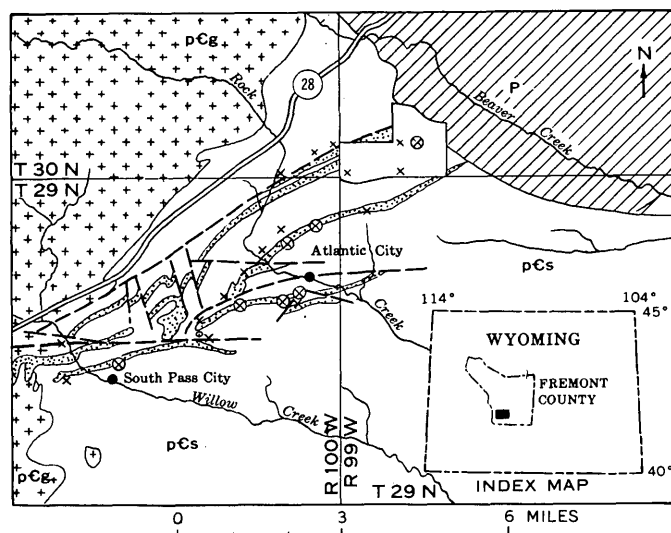 p€g
Rock
28
N
P
Beaver
Creek
T 30 N
T 29 N
Atlantic City
p€s
Creek
114° 104°
45°
WYOMING
FREMONT
COUNTY
South Pass City
Willow
Creek
p€s
p€g
R 100 W
R 99 W
T 29 N
40°
INDEX MAP
0 3 6 MILES